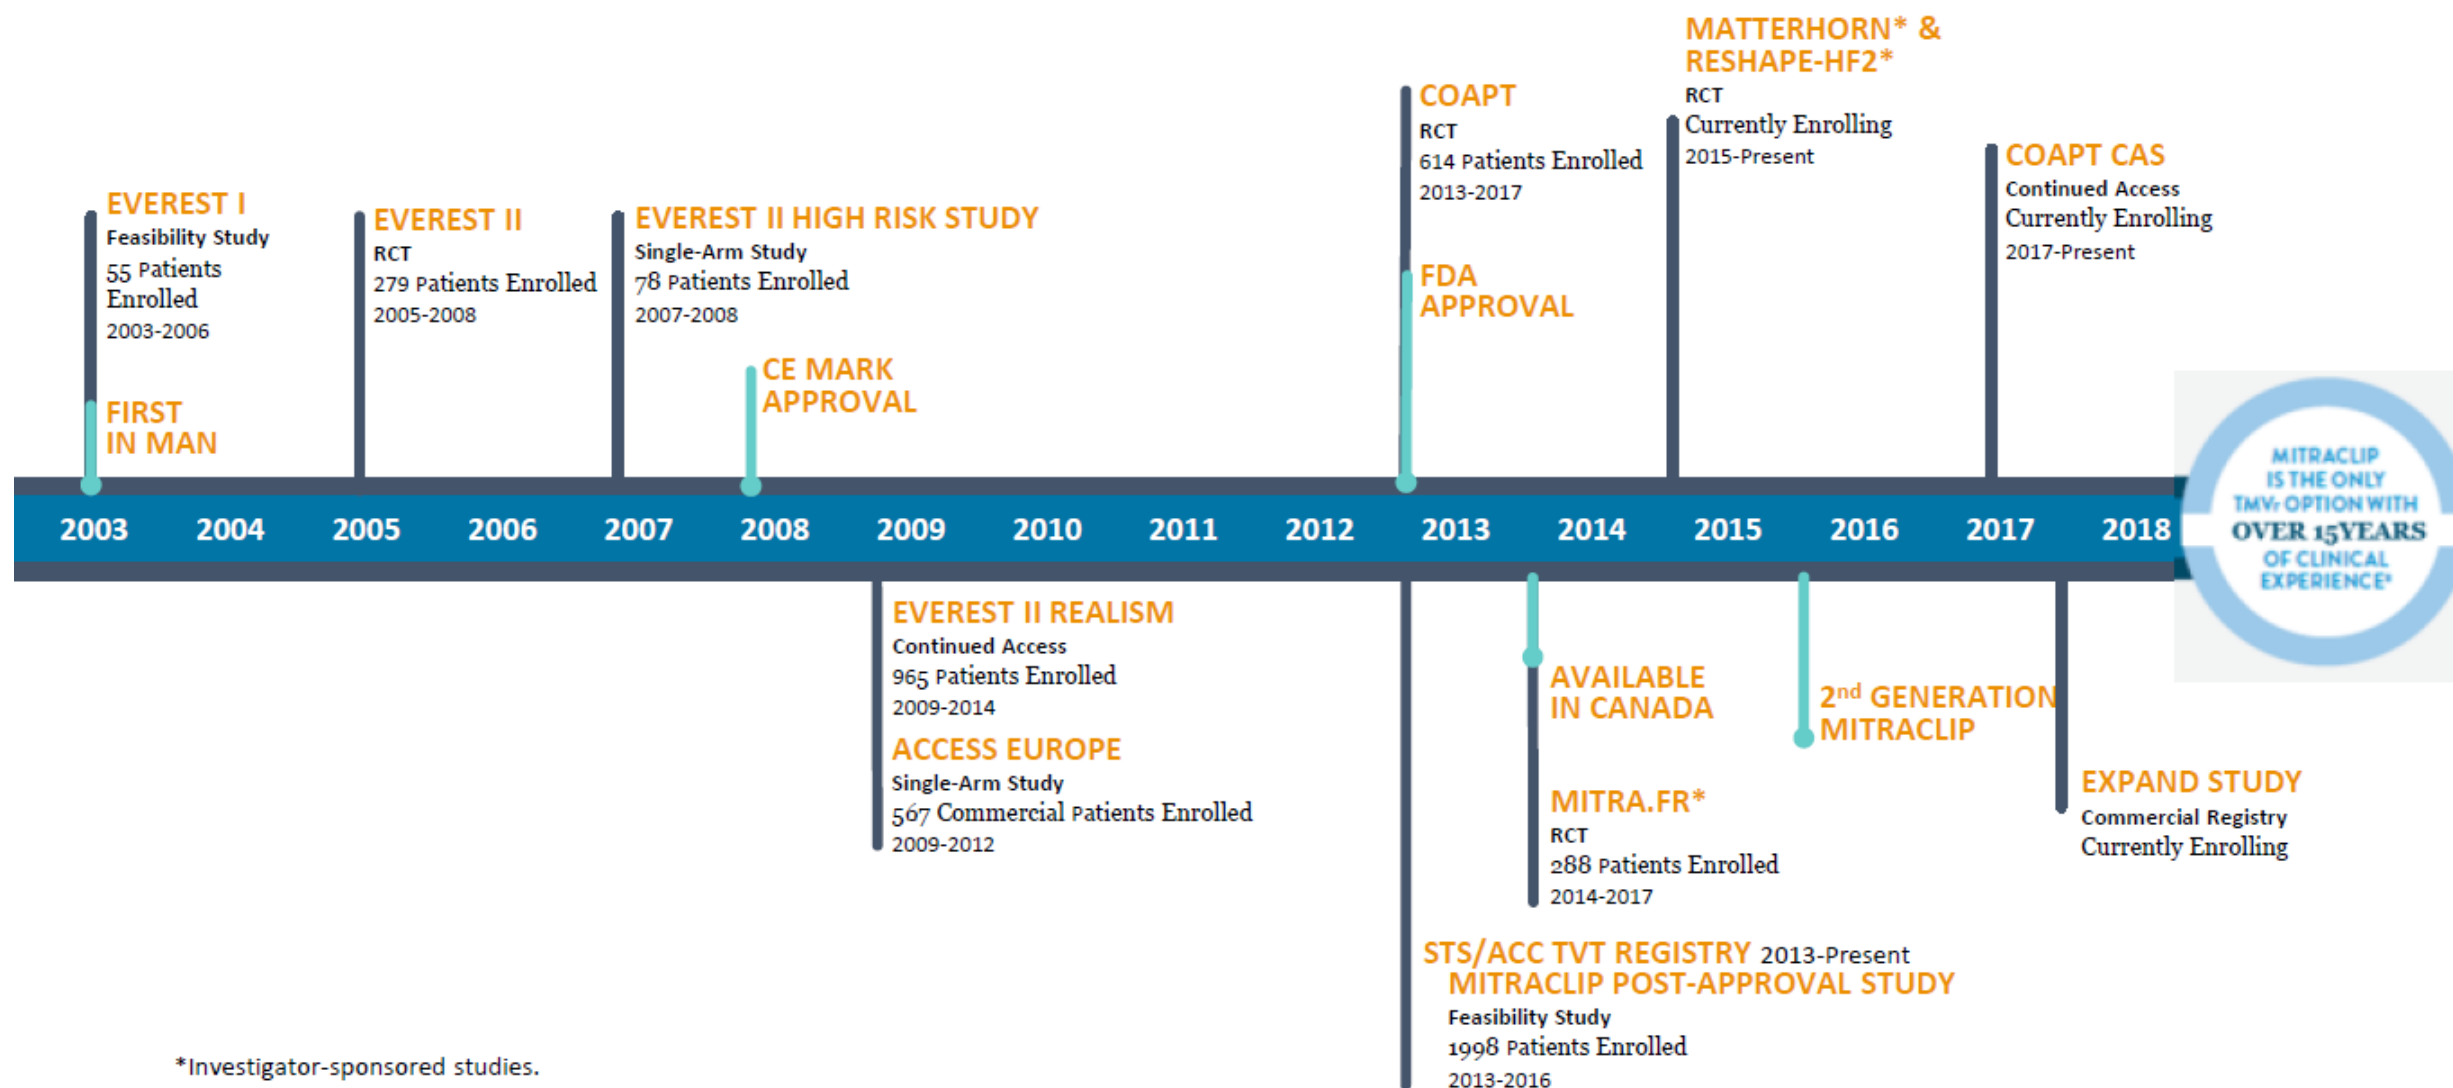 MATTERHORN* &
RESHAPE-HF2*
RCT
Currently Enrolling
2015-Present
COAPT
RCT
614 Patients Enrolled
2013-2017
COAPT CAS
Continued Access
Currently Enrolling
2017-Present
EVEREST I
Feasibility Study
55 Patients
Enrolled
2003-2006
EVEREST II
RCT
279 Patients Enrolled
2005-2008
EVEREST II HIGH RISK STUDY
Single-Arm Study
78 Patients Enrolled
2007-2008
FDA
APPROVAL
CE MARK
APPROVAL
FIRST
IN MAN
2003 2004 2005 2006 2007 2008 2009 2010 2011 2012 2013 2014 2015 2016 2017 2018
MITRACLIP
IS THE ONLY
TMVr OPTION WITH
OVER 15YEARS
OF CLINICAL
EXPERIENCE
EVEREST II REALISM
Continued Access
965 Patients Enrolled
2009-2014
ACCESS EUROPE
Single-Arm Study
567 Commercial Patients Enrolled
2009-2012
AVAILABLE
IN CANADA
2nd GENERATION
MITRACLIP
MITRA.FR*
RCT
288 Patients Enrolled
2014-2017
EXPAND STUDY
Commercial Registry
Currently Enrolling
STS/ACC TVT REGISTRY 2013-Present
MITRACLIP POST-APPROVAL STUDY
Feasibility Study
1998 Patients Enrolled
2013-2016
*Investigator-sponsored studies.